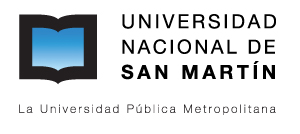 UNIVERSIDAD
NACIONAL DE
SAN MARTÍN
La Universidad Pública Metropolitana